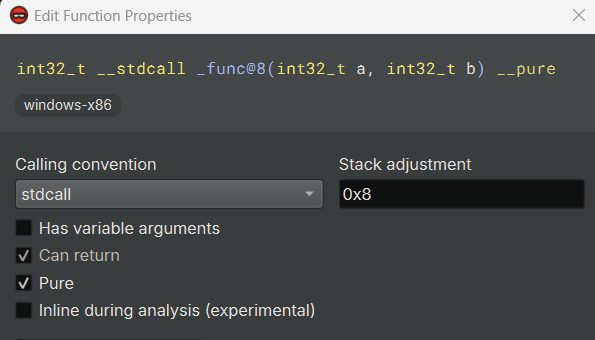 Edit Function Properties
int32_t __stdcall _func@8(int32_t a, int32_t b) __pure
windows-x86
Calling convention Stack adjustment
stdcall 0x8
Has variable arguments
Can return
Pure
Inline during analysis (experimental)